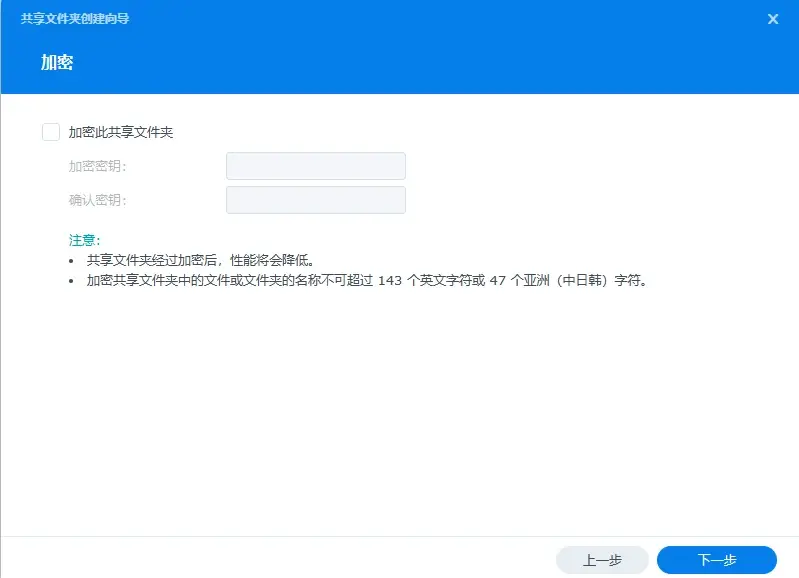 共享文件夹创建向导
加密
加密此共享文件夹
加密密钥：
确认密钥：
注意：
• 共享文件夹经过加密后，性能将会降低。
• 加密共享文件夹中的文件或文件夹的名称不可超过 143 个英文字符或 47 个亚洲（中日韩）字符。
上一步
下一步